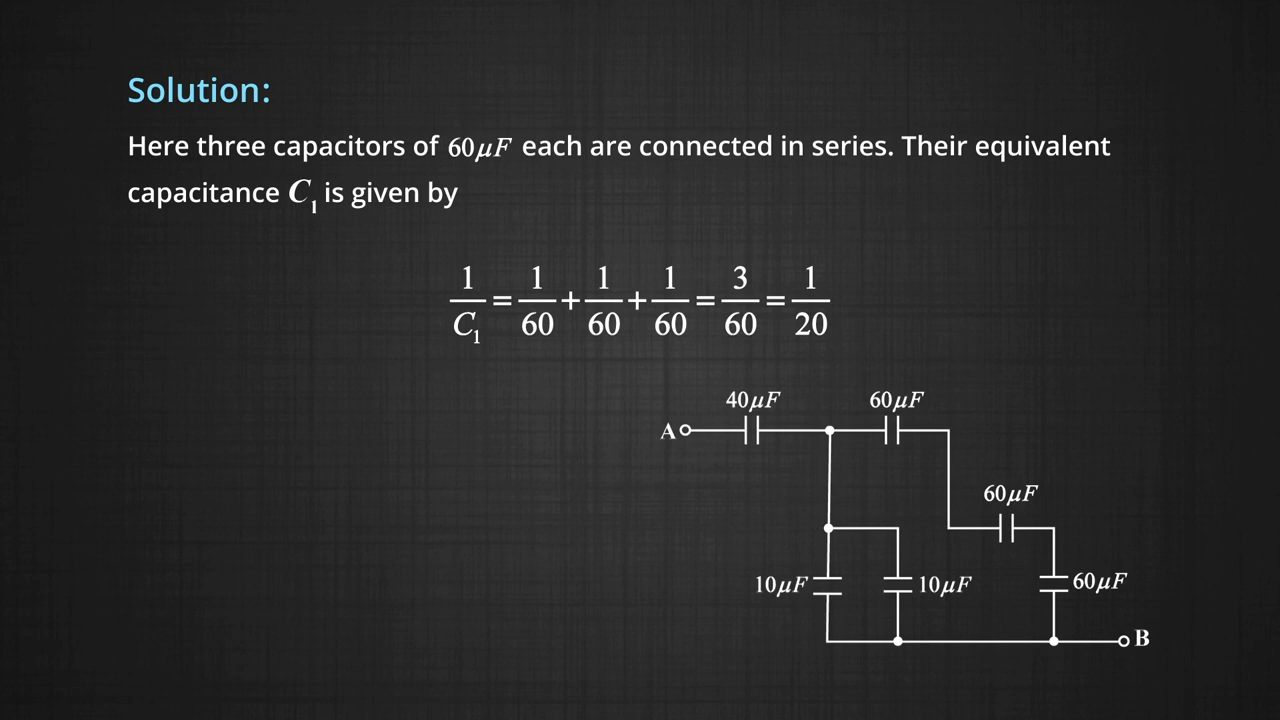 Solution:
Here three capacitors of 60μF each are connected in series. Their equivalent
capacitance C₁ is given by
1/C₁ = 1/60 + 1/60 + 1/60 = 3/60 = 1/20
40μF 60μF
A
60μF
10μF 10μF 60μF
B